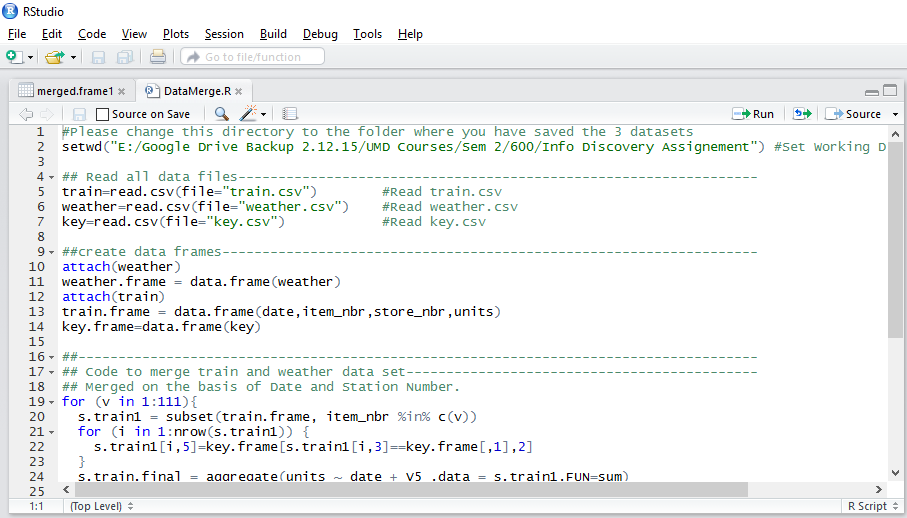 RStudio
File Edit Code View Plots Session Build Debug Tools Help
Go to file/function
merged.frame1 DataMerge.R
Source on Save Run Source
1 #Please change this directory to the folder where you have saved the 3 datasets
2 setwd("E:/Google Drive Backup 2.12.15/UMD Courses/Sem 2/600/Info Discovery Assignement") #Set Working D
3
4 ## Read all data files-----------------------------------------------------------------
5 train=read.csv(file="train.csv")        #Read train.csv
6 weather=read.csv(file="weather.csv")    #Read weather.csv
7 key=read.csv(file="key.csv")            #Read key.csv
8
9 ##create data frames-------------------------------------------------------------------
10 attach(weather)
11 weather.frame = data.frame(weather)
12 attach(train)
13 train.frame = data.frame(date,item_nbr,store_nbr,units)
14 key.frame=data.frame(key)
15
16 ##-------------------------------------------------------------------------------------
17 ## Code to merge train and weather data set--------------------------------------------
18 ## Merged on the basis of Date and Station Number.
19 for (v in 1:111){
20   s.train1 = subset(train.frame, item_nbr %in% c(v))
21   for (i in 1:nrow(s.train1)) {
22     s.train1[i,5]=key.frame[s.train1[i,3]==key.frame[,1],2]
23   }
24   s.train.final = aggregate(units ~ date + V5 ,data = s.train1,FUN=sum)
25
1:1 (Top Level) R Script